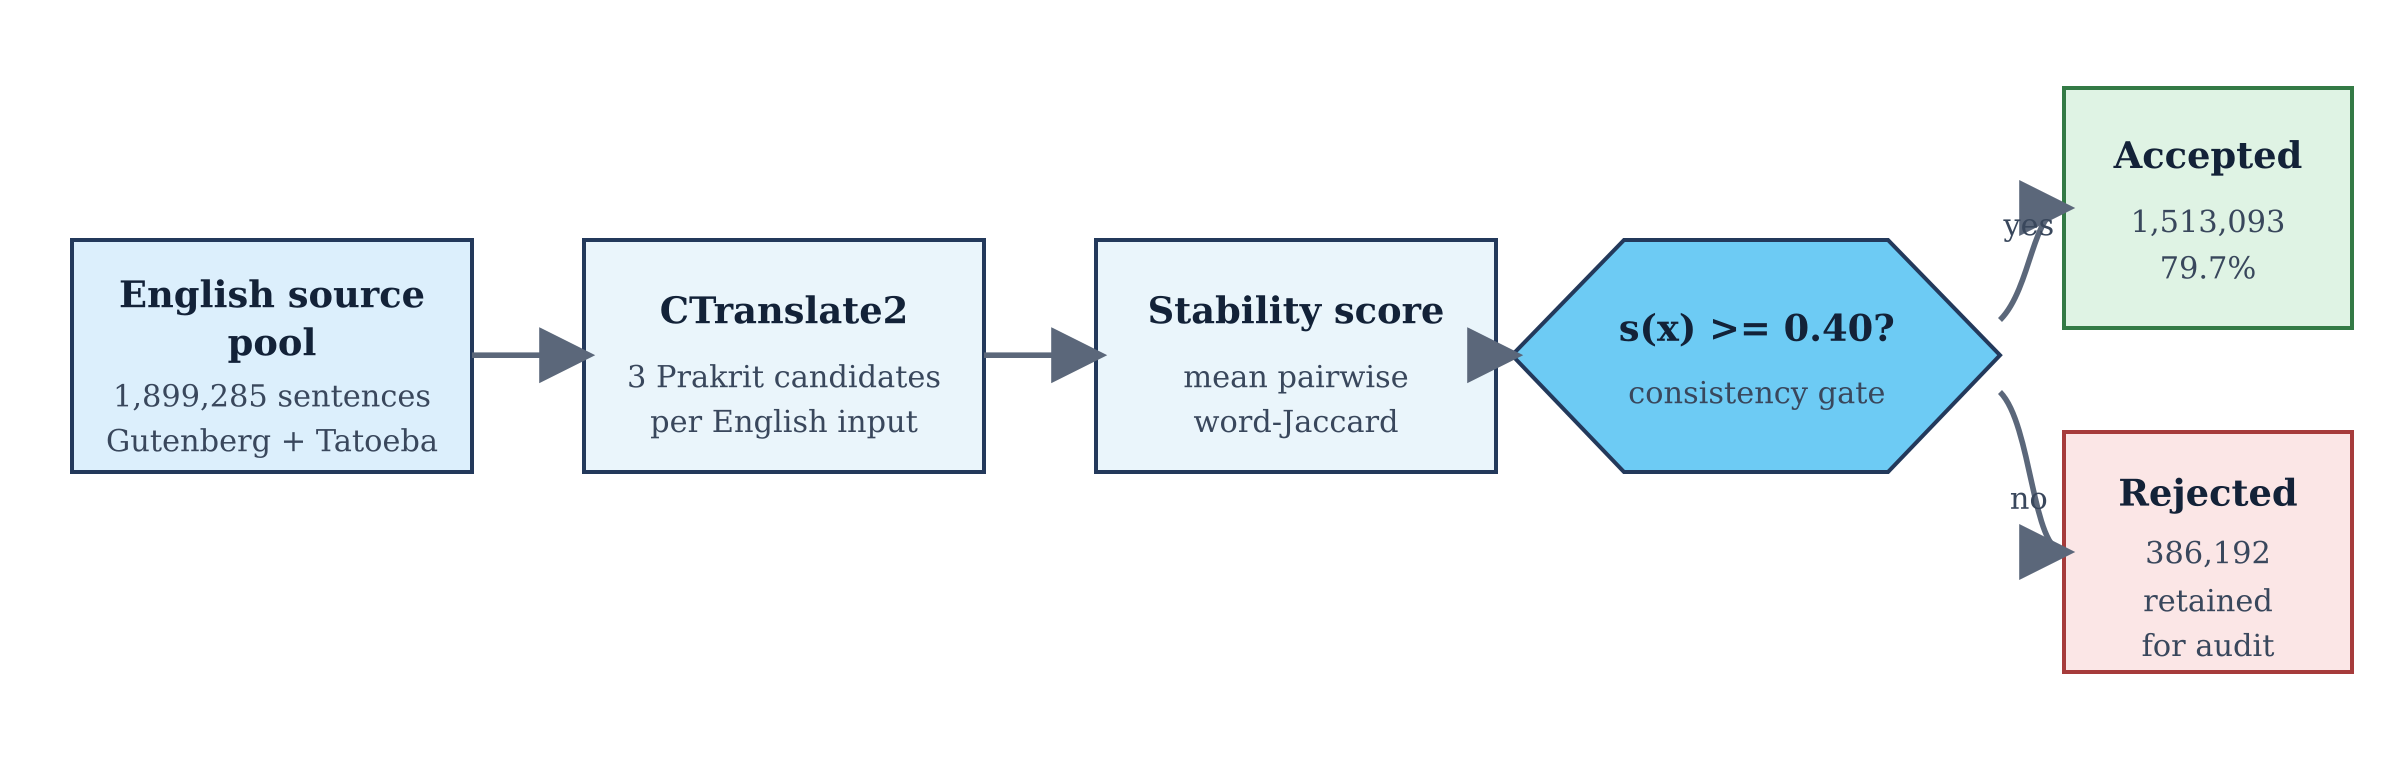 English source
pool
1,899,285 sentences
Gutenberg + Tatoeba
CTranslate2
3 Prakrit candidates
per English input
Stability score
mean pairwise
word-Jaccard
s(x) >= 0.40?
consistency gate
yes
Accepted
1,513,093
79.7%
no
Rejected
386,192
retained
for audit